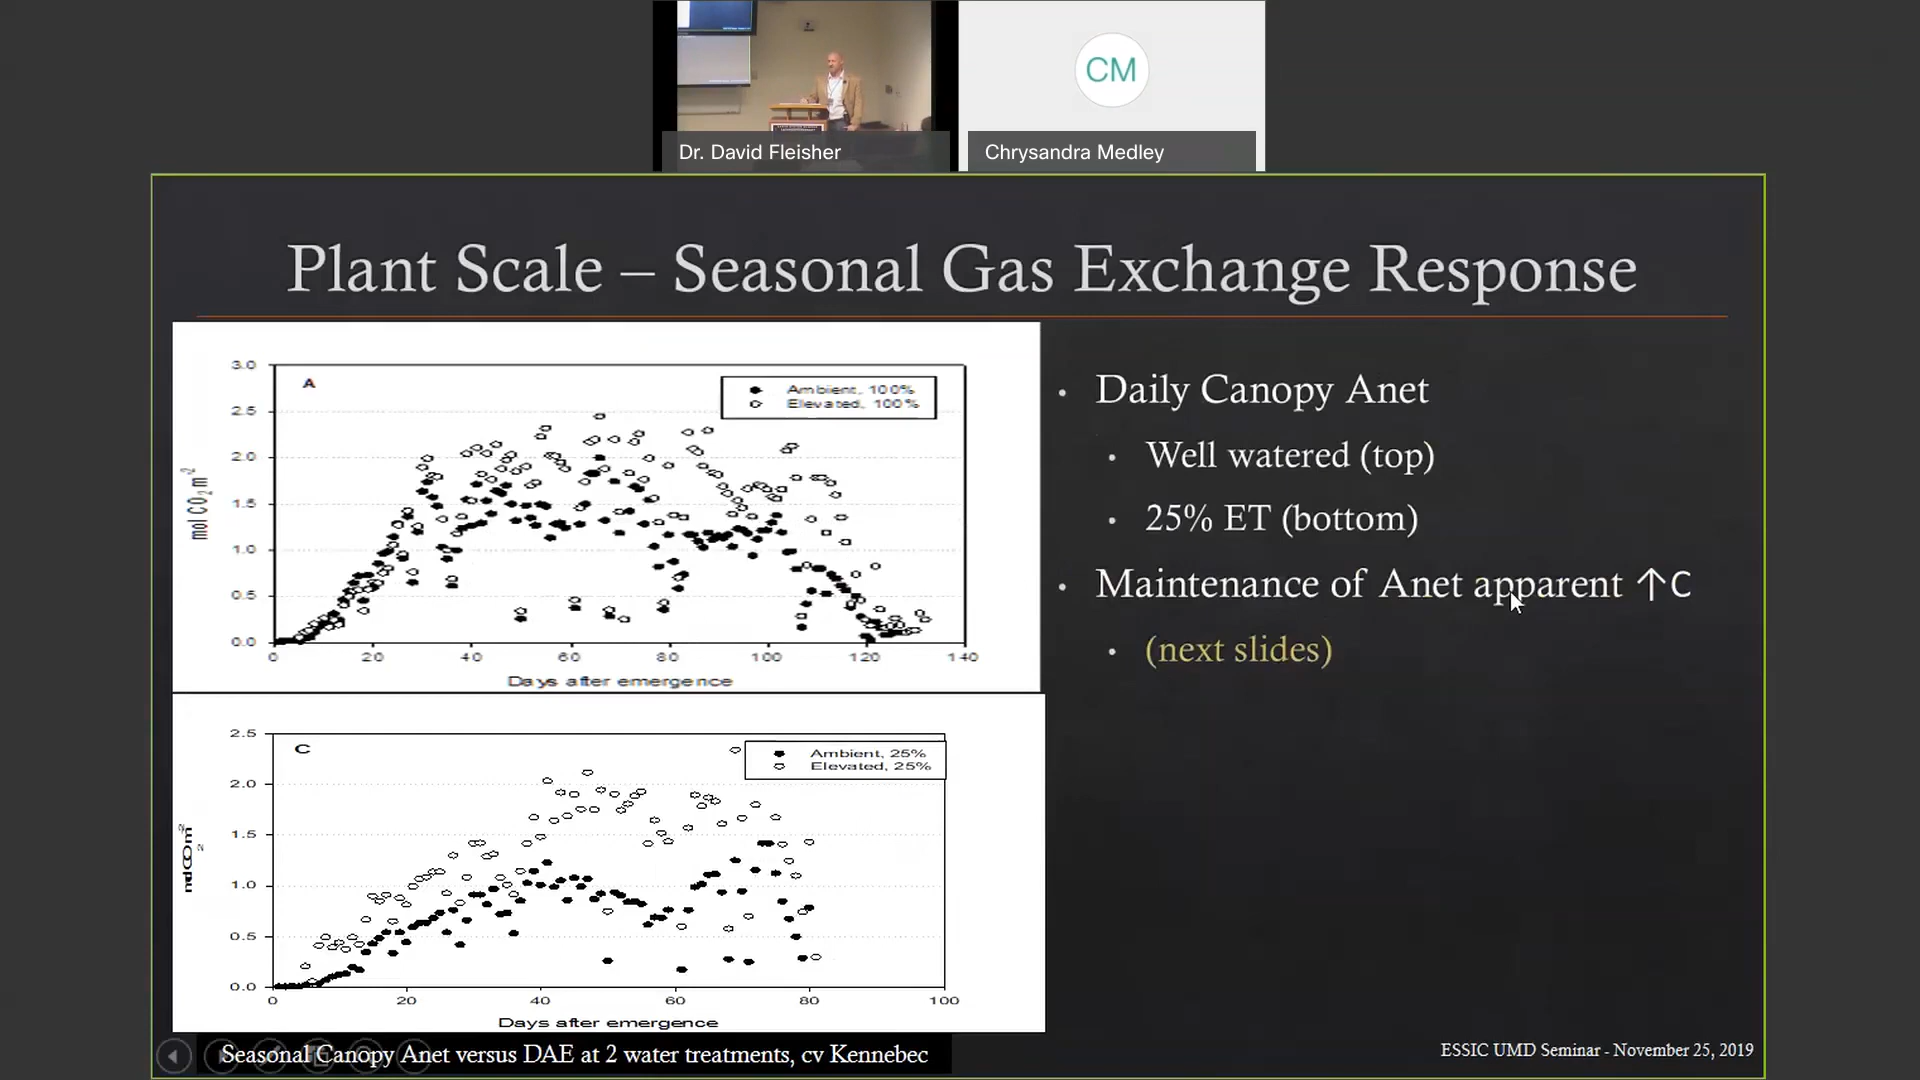 Dr. David Fleisher
CM
Chrysandra Medley
Plant Scale – Seasonal Gas Exchange Response
A
Ambient, 100%
Elevated, 100%
3.0
2.5
2.0
1.5
1.0
0.5
0.0
mol CO2 m-2
0 20 40 60 80 100 120 140
Days after emergence
C
Ambient, 25%
Elevated, 25%
2.5
2.0
1.5
1.0
0.5
0.0
0 20 40 60 80 100
Days after emergence
• Daily Canopy Anet
• Well watered (top)
• 25% ET (bottom)
• Maintenance of Anet apparent ↑C
• (next slides)
Seasonal Canopy Anet versus DAE at 2 water treatments, cv Kennebec
ESSIC UMD Seminar - November 25, 2019